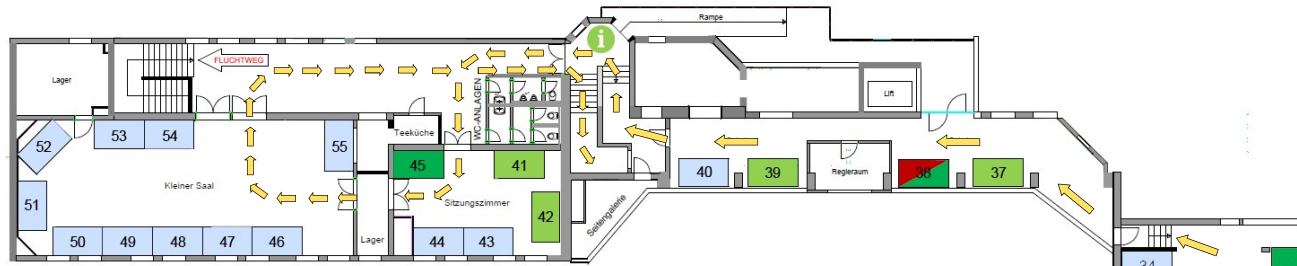 Rampe
i
FLUCHTWEG
Lager
WC-ANLAGEN
Lift
53
54
52
Teeküche
55
45
41
40
39
Regieraum
38
37
Kleiner Saal
51
Sitzungszimmer
42
Seitengalerie
50
49
48
47
46
Lager
44
43
34